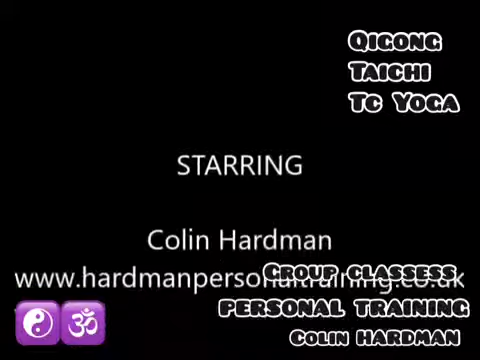 Qigong
Taichi
Tc Yoga
STARRING
Colin Hardman
www.hardmanpersonaltraining.co.uk
Group classess
PERSONAL TRAINING
Colin HARDMAN